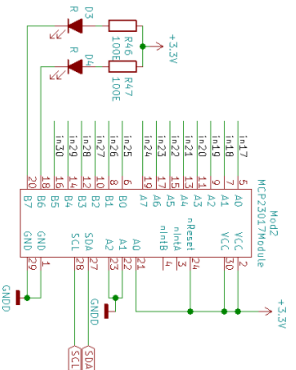 D3
R
R46
100E
D4
R
R47
100E
+3.3V
in17
in18
in19
in20
in21
in22
in23
in24
in25
in26
in27
in28
in29
in30
5
7
9
11
13
15
17
19
6
8
10
12
14
16
18
20
Mod2
MCP23017Module
A0
A1
A2
A3
A4
A5
A6
A7
B0
B1
B2
B3
B4
B5
B6
B7
VCC
VCC
nReset
nIntA
nIntB
A0
A1
A2
SDA
SCL
GND
GND
2
30
24
3
4
21
22
23
27
28
1
29
+3.3V
GNDD
GNDD
SDA
SCL